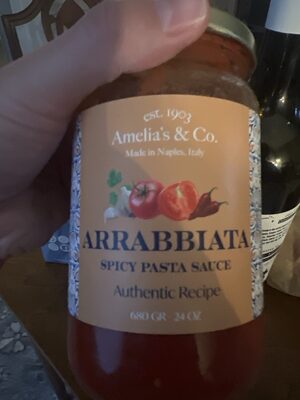 est. 1903
Amelia's & Co.
Made in Naples, Italy
ARRABBIATA
SPICY PASTA SAUCE
Authentic Recipe
680 GR 24 OZ